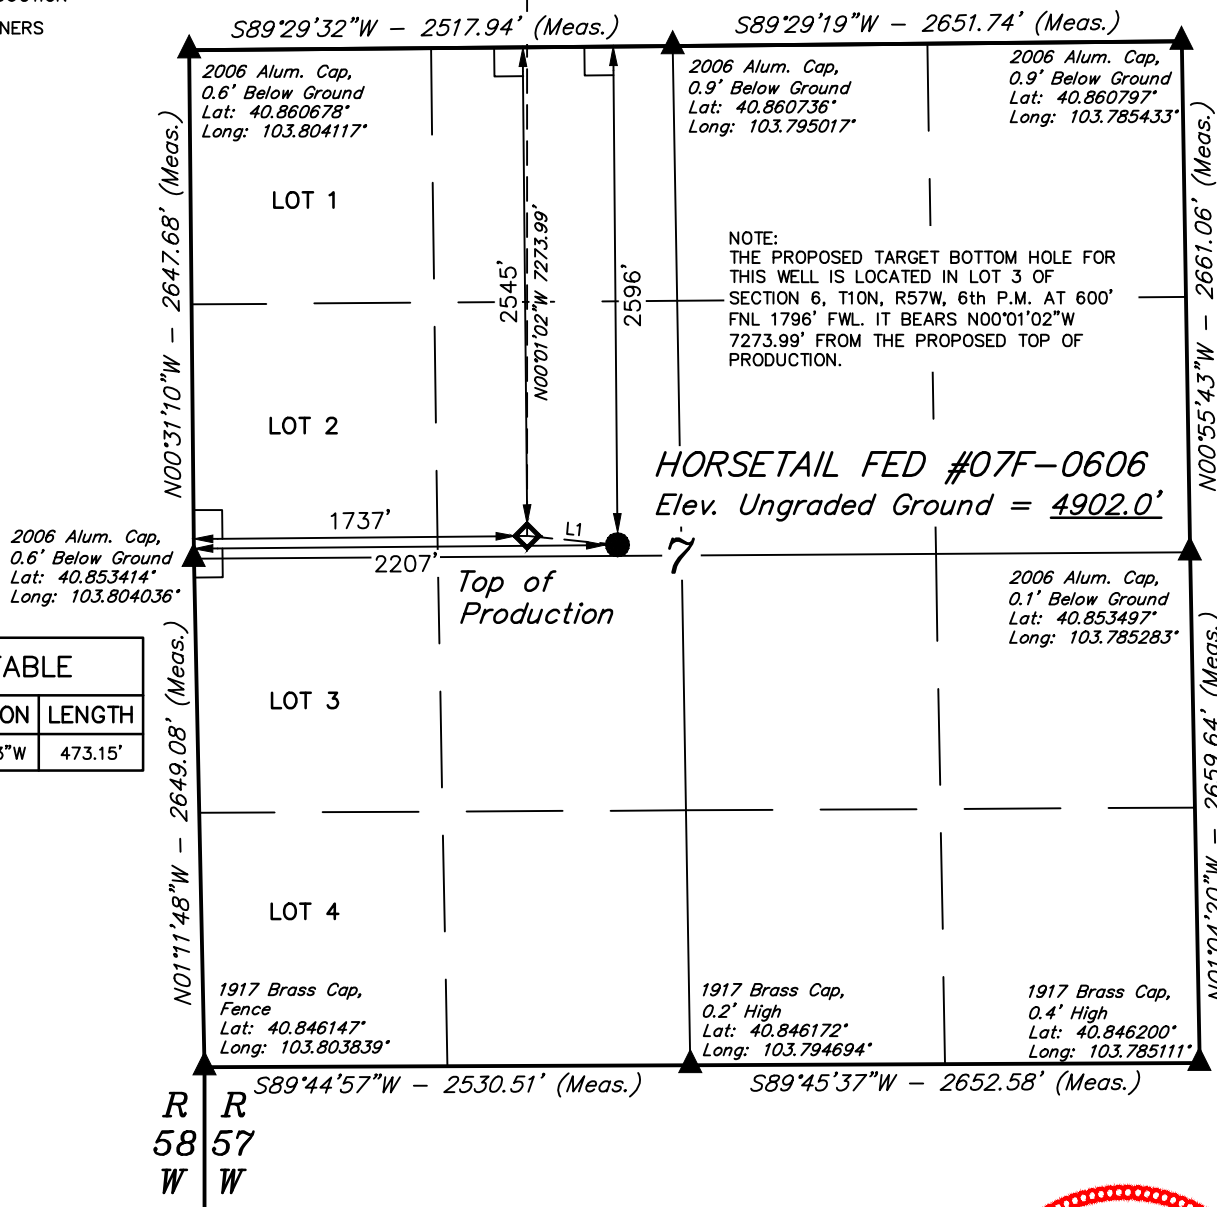 NERS
S89°29'32"W - 2517.94' (Meas.)
S89°29'19"W - 2651.74' (Meas.)
2006 Alum. Cap,
0.6' Below Ground
Lat: 40.860678°
Long: 103.804117°
2006 Alum. Cap,
0.9' Below Ground
Lat: 40.860736°
Long: 103.795017°
2006 Alum. Cap,
0.9' Below Ground
Lat: 40.860797°
Long: 103.785433°
N00°31'10"W - 2647.68' (Meas.)
N00°55'43"W - 2661.06' (Meas.)
LOT 1
2545'
N00°01'02"W 7273.99'
2596'
NOTE:
THE PROPOSED TARGET BOTTOM HOLE FOR
THIS WELL IS LOCATED IN LOT 3 OF
SECTION 6, T10N, R57W, 6th P.M. AT 600'
FNL 1796' FWL. IT BEARS N00°01'02"W
7273.99' FROM THE PROPOSED TOP OF
PRODUCTION.
LOT 2
HORSETAIL FED #07F-0606
Elev. Ungraded Ground = 4902.0'
1737'
L1
2207'
7
Top of
Production
2006 Alum. Cap,
0.6' Below Ground
Lat: 40.853414°
Long: 103.804036°
2006 Alum. Cap,
0.1' Below Ground
Lat: 40.853497°
Long: 103.785283°
TABLE
ON LENGTH
"W 473.15'
N01°11'48"W - 2649.08' (Meas.)
N01°04'20"W - 2659.64' (Meas.)
LOT 3
LOT 4
1917 Brass Cap,
Fence
Lat: 40.846147°
Long: 103.803839°
1917 Brass Cap,
0.2' High
Lat: 40.846172°
Long: 103.794694°
1917 Brass Cap,
0.4' High
Lat: 40.846200°
Long: 103.785111°
S89°44'57"W - 2530.51' (Meas.)
S89°45'37"W - 2652.58' (Meas.)
R R
58 57
W W